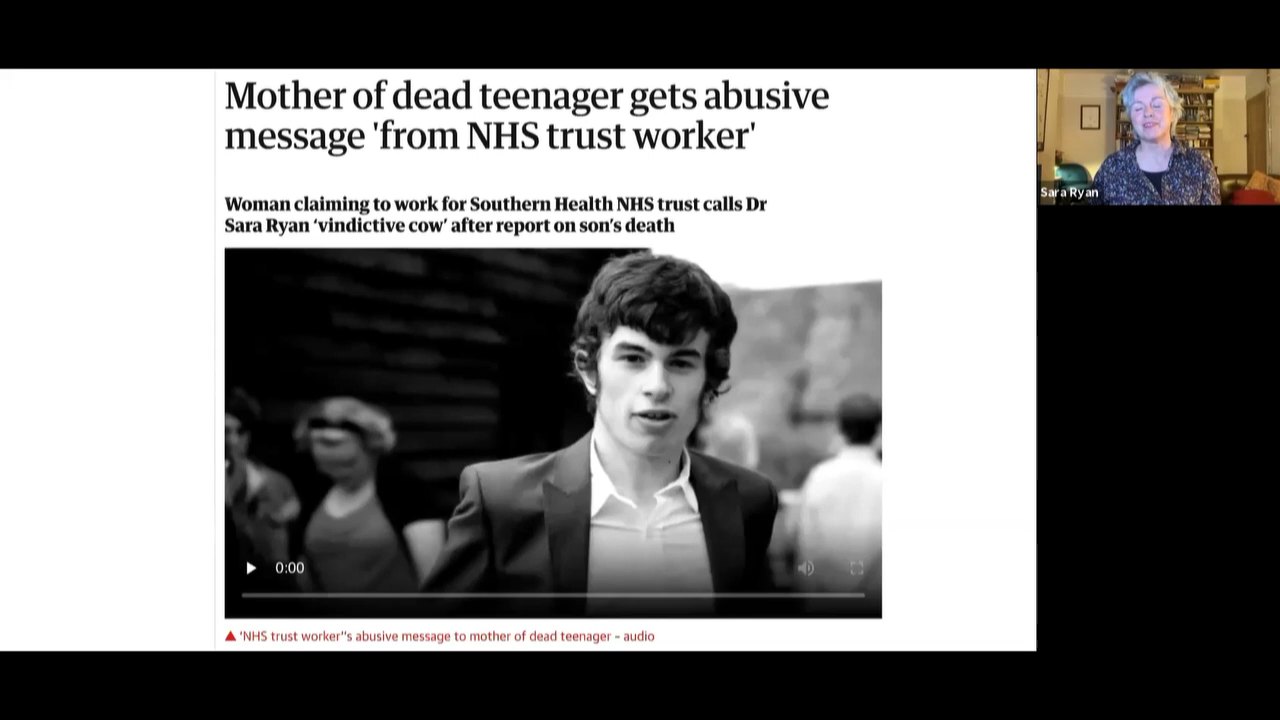 Mother of dead teenager gets abusive
message 'from NHS trust worker'
Woman claiming to work for Southern Health NHS trust calls Dr
Sara Ryan ‘vindictive cow’ after report on son’s death
0:00
▲ 'NHS trust worker''s abusive message to mother of dead teenager – audio
Sara Ryan